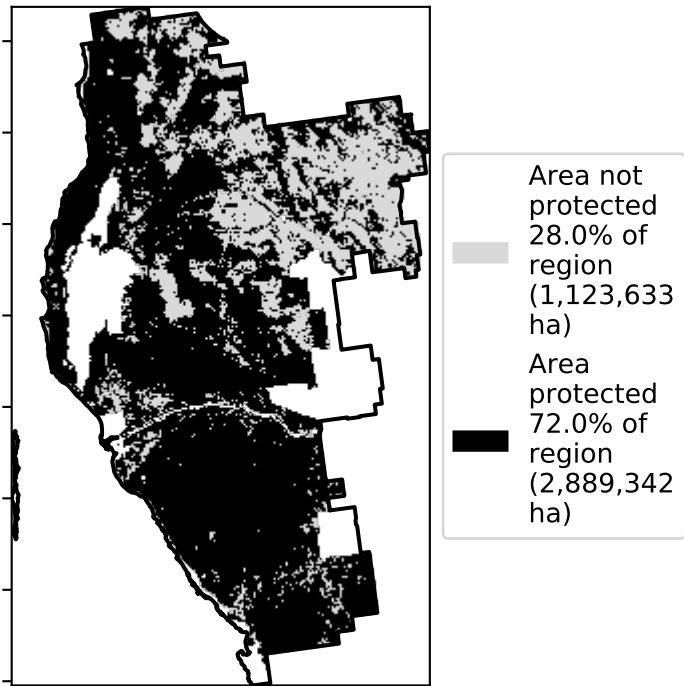 Area not
protected
28.0% of
region
(1,123,633
ha)
Area
protected
72.0% of
region
(2,889,342
ha)